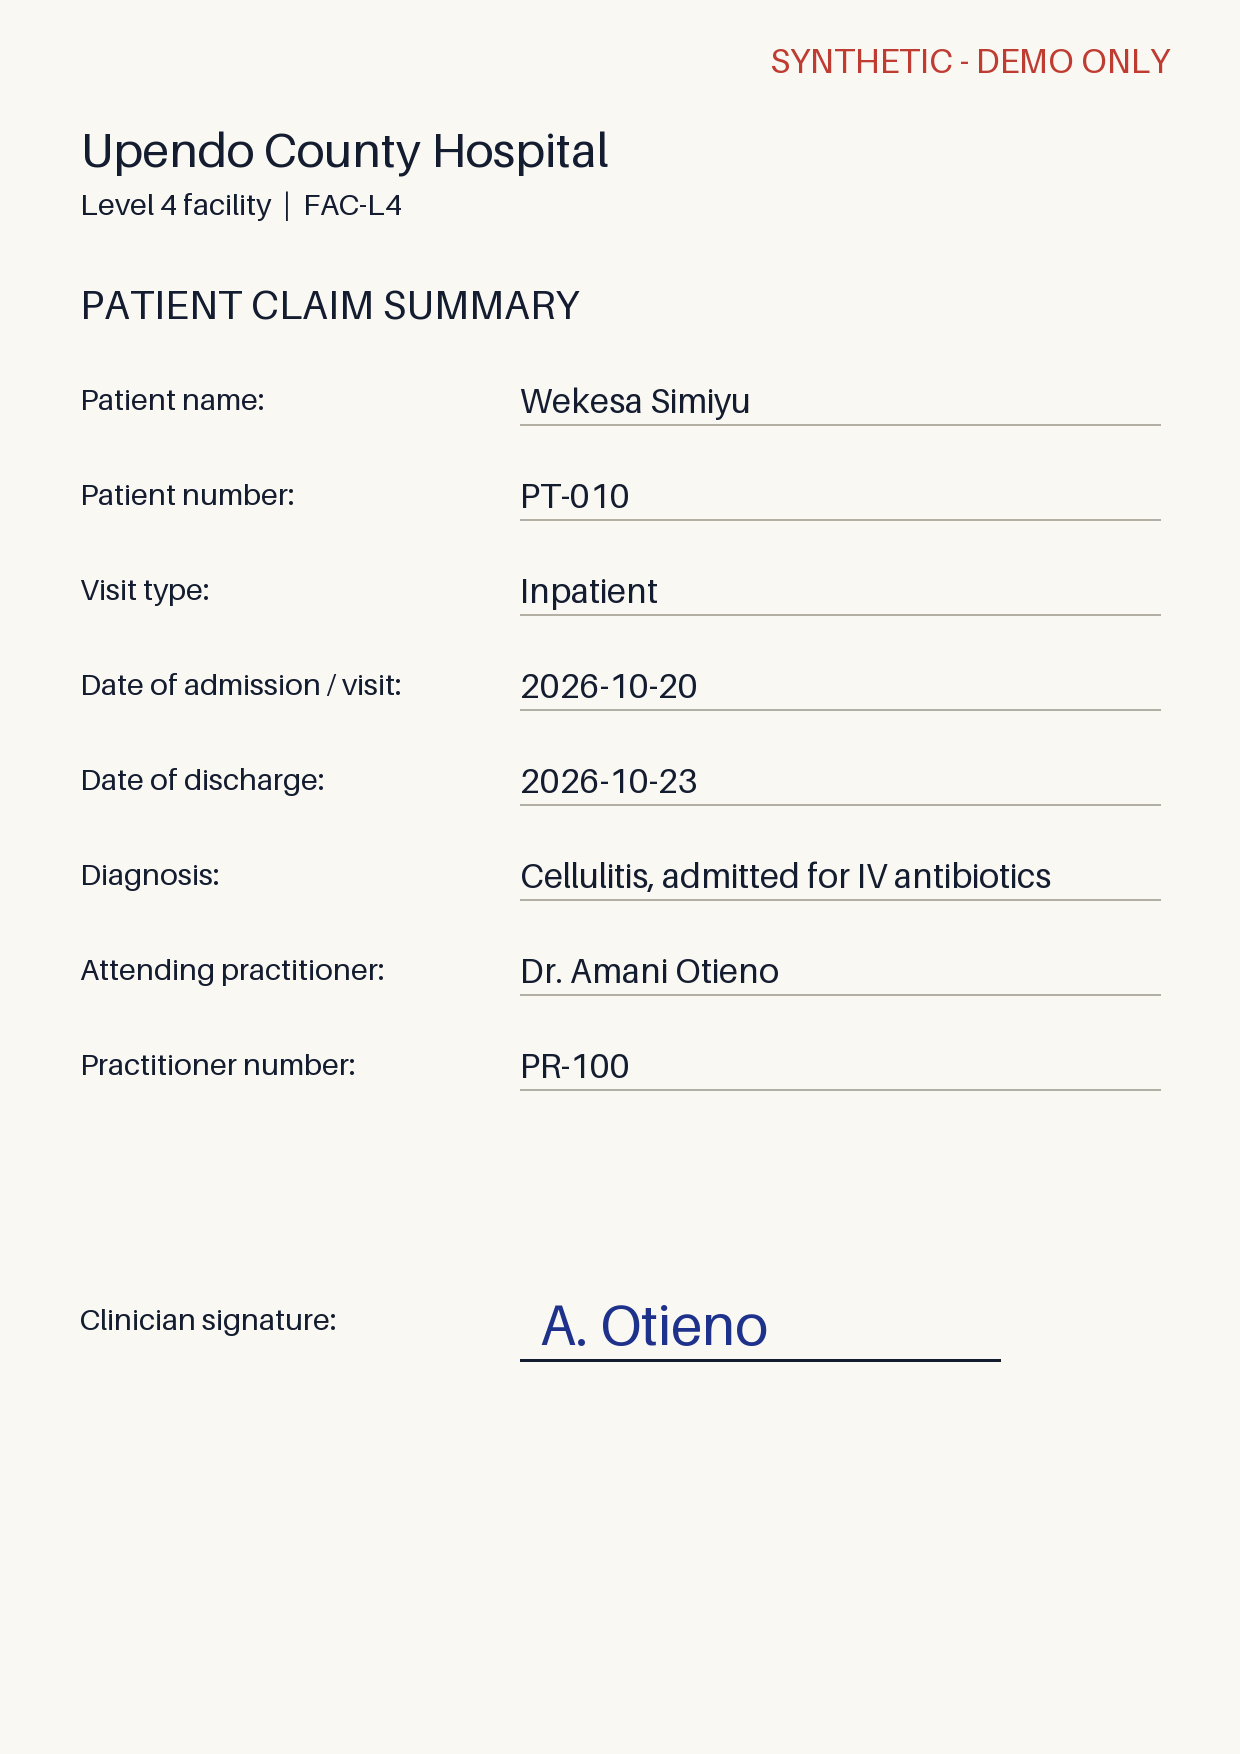 SYNTHETIC - DEMO ONLY
Upendo County Hospital
Level 4 facility | FAC-L4
PATIENT CLAIM SUMMARY
Patient name: Wekesa Simiyu
Patient number: PT-010
Visit type: Inpatient
Date of admission / visit: 2026-10-20
Date of discharge: 2026-10-23
Diagnosis: Cellulitis, admitted for IV antibiotics
Attending practitioner: Dr. Amani Otieno
Practitioner number: PR-100
Clinician signature: A. Otieno